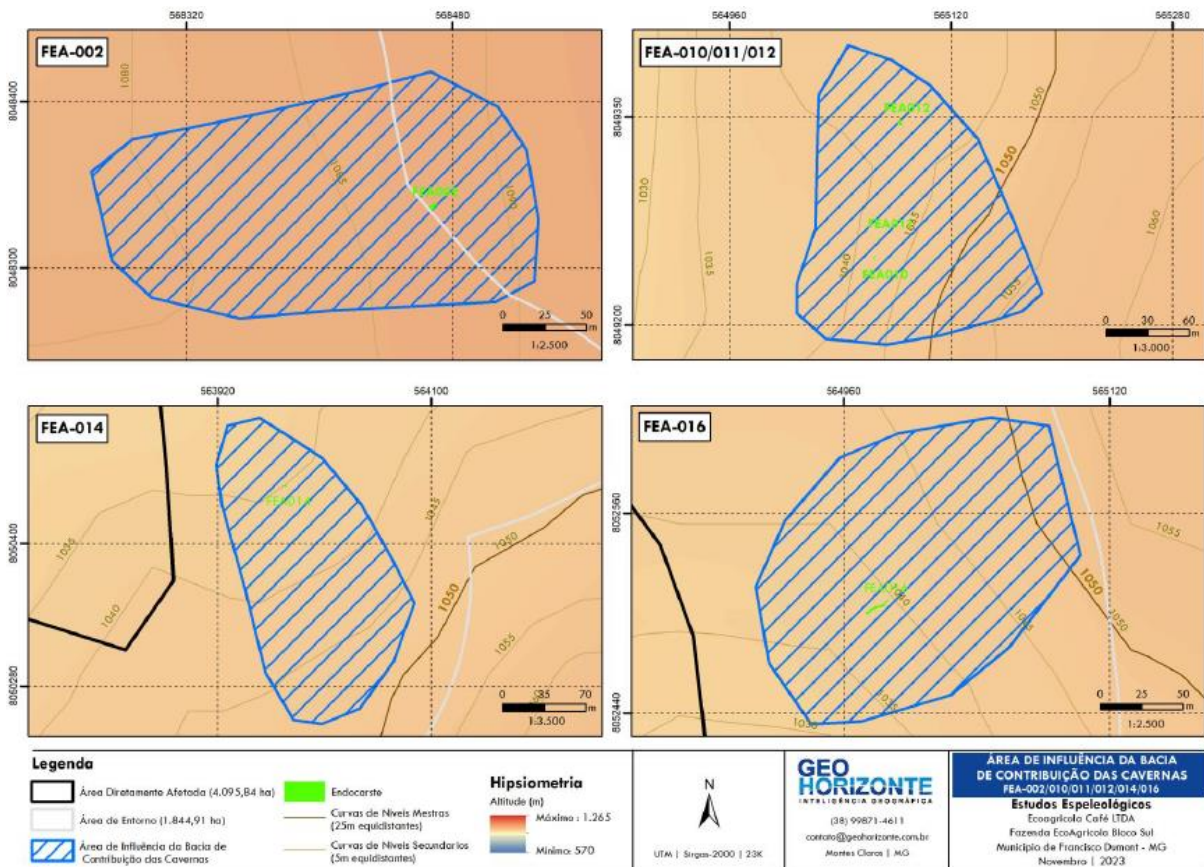 568320
568480
564960
565120
565280
FEA-002
FEA-010/011/012
8048400
8048300
1080
1085
1090
0 25 50
m
1:2.500
8049350
8049200
FEA012
FEA010
1030
1035
1040
1045
1050
1050
1055
1060
0 30 60
m
1:3.000
563920
564100
564960
565120
FEA-014
FEA-016
8050400
8050280
FEA014
1035
1040
1045
1050
1050
1055
0 35 70
m
1:3.500
8052560
8052440
1055
1050
1050
0 25 50
m
1:2.500
Legenda
Área Diretamente Afetada (4.095,84 ha)
Área de Entorno (1.844,91 ha)
Área de Influência da Bacia de
Contribuição das Cavernas
Endocarste
Curvas de Níveis Mestras
(25m equidistantes)
Curvas de Níveis Secundários
(5m equidistantes)
Hipsiometria
Altitude (m)
Máximo : 1.265
Mínimo: 570
N
UTM | Sirgas-2000 | 23K
GEO
HORIZONTE
INTELIGÊNCIA GEOGRÁFICA
(38) 99871-4611
contato@geohorizonte.com.br
Montes Claros | MG
ÁREA DE INFLUÊNCIA DA BACIA
DE CONTRIBUIÇÃO DAS CAVERNAS
FEA-002/010/011/012/014/016
Estudos Espeleológicos
Ecoagrícola Café LTDA
Fazenda EcoAgrícola Bloco Sul
Município de Francisco Dumont - MG
Novembro | 2023